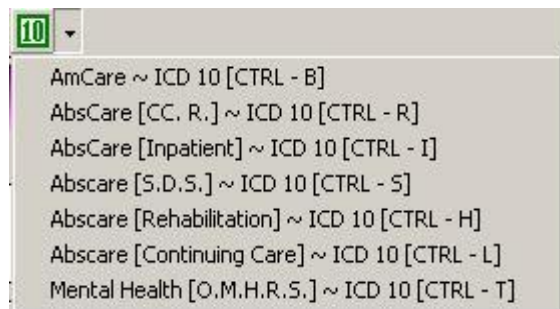 10
AmCare ~ ICD 10 [CTRL - B]
AbsCare [CC. R.] ~ ICD 10 [CTRL - R]
AbsCare [Inpatient] ~ ICD 10 [CTRL - I]
Abscare [S.D.S.] ~ ICD 10 [CTRL - S]
Abscare [Rehabilitation] ~ ICD 10 [CTRL - H]
Abscare [Continuing Care] ~ ICD 10 [CTRL - L]
Mental Health [O.M.H.R.S.] ~ ICD 10 [CTRL - T]